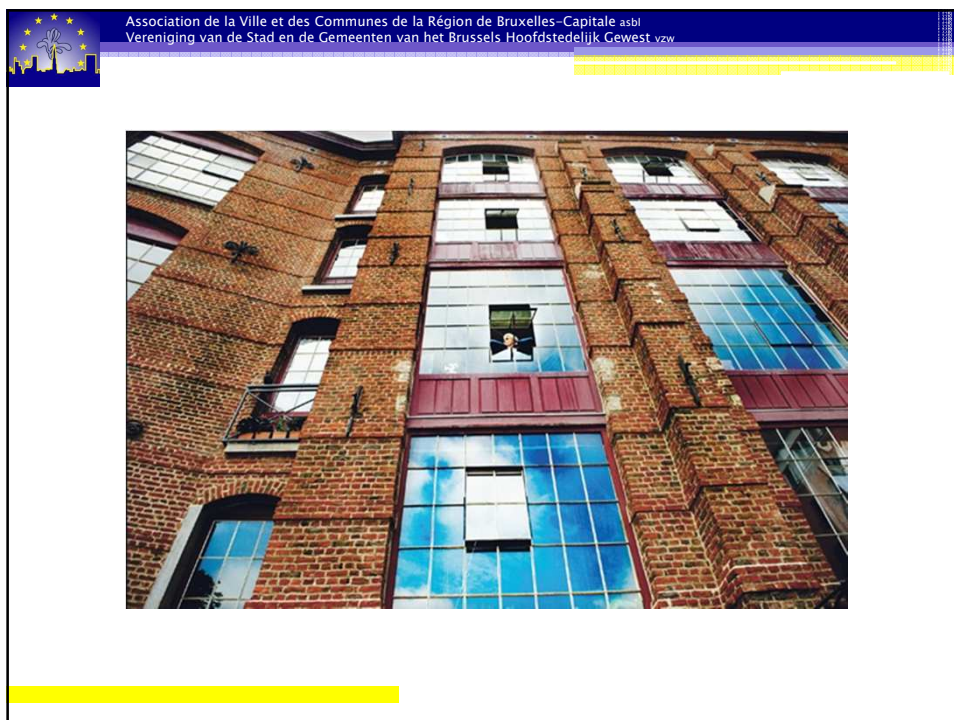 Association de la Ville et des Communes de la Région de Bruxelles-Capitale asbl
Vereniging van de Stad en de Gemeenten van het Brussels Hoofdstedelijk Gewest vzw